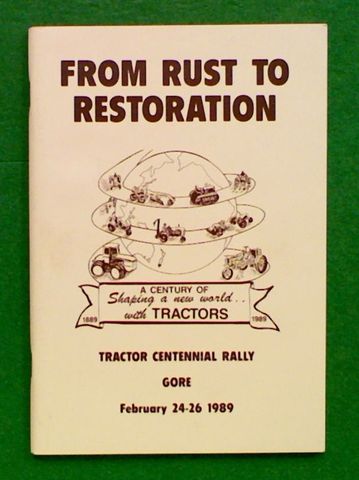 FROM RUST TO
RESTORATION
A CENTURY OF
Shaping a new world..
with TRACTORS
1889
1989
TRACTOR CENTENNIAL RALLY
GORE
February 24-26 1989